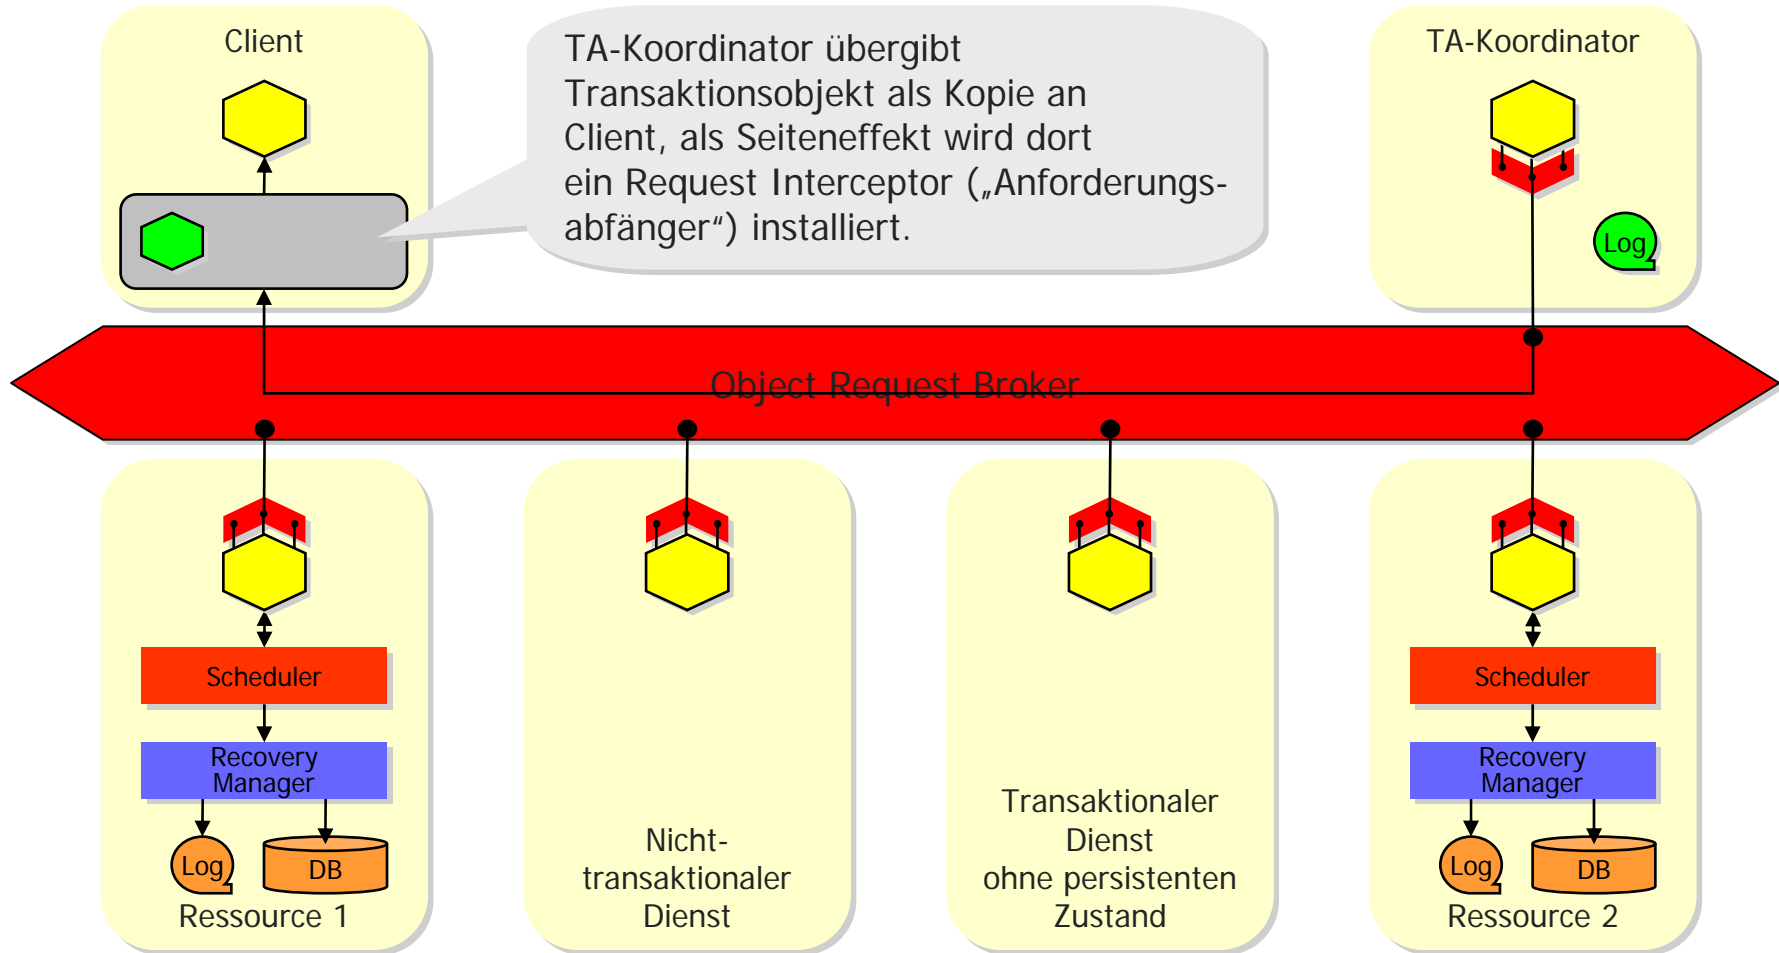 Client
TA-Koordinator übergibt
Transaktionsobjekt als Kopie an
Client, als Seiteneffekt wird dort
ein Request Interceptor („Anforderungs-
abfänger“) installiert.
TA-Koordinator
Log
Object Request Broker
Scheduler
Recovery
Manager
Log
DB
Ressource 1
Nicht-
transaktionaler
Dienst
Transaktionaler
Dienst
ohne persistenten
Zustand
Scheduler
Recovery
Manager
Log
DB
Ressource 2